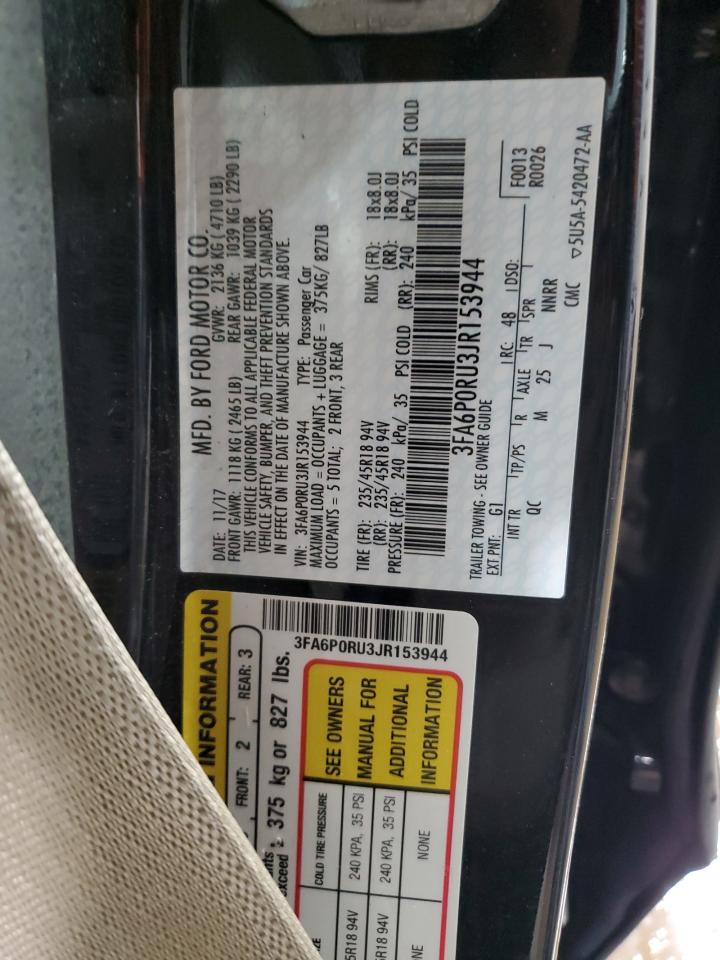 MFD. BY FORD MOTOR CO.
DATE: 11/17 GVWR: 2136 KG ( 4710 LB)
FRONT GAWR: 1118 KG ( 2465 LB) REAR GAWR: 1039 KG ( 2290 LB)
THIS VEHICLE CONFORMS TO ALL APPLICABLE FEDERAL MOTOR
VEHICLE SAFETY, BUMPER, AND THEFT PREVENTION STANDARDS
IN EFFECT ON THE DATE OF MANUFACTURE SHOWN ABOVE.
VIN: 3FA6P0RU3JR153944 TYPE: Passenger Car
MAXIMUM LOAD = OCCUPANTS + LUGGAGE = 375KG/ 827LB
OCCUPANTS = 5 TOTAL: 2 FRONT, 3 REAR
TIRE (FR): 235/45R18 94V RIMS (FR): 18x8.0J
(RR): 235/45R18 94V (RR): 18x8.0J
PRESSURE (FR): 240 kPa/ 35 PSI COLD (RR): 240 kPa/ 35 PSI COLD
3FA6P0RU3JR153944
TRAILER TOWING - SEE OWNER GUIDE
EXT PNT: G1 RC: 48 DSO: F0013
R0026
INT TR TP/PS R AXLE TR SPR
QC M 25 J NNRR
CMC ▽5U5A-5420472-AA
INFORMATION
FRONT: 2 REAR: 3
exceed 375 kg or 827 lbs.
3FA6P0RU3JR153944
COLD TIRE PRESSURE
5R18 94V 240 KPA, 35 PSI
5R18 94V 240 KPA, 35 PSI
NONE
SEE OWNERS
MANUAL FOR
ADDITIONAL
INFORMATION